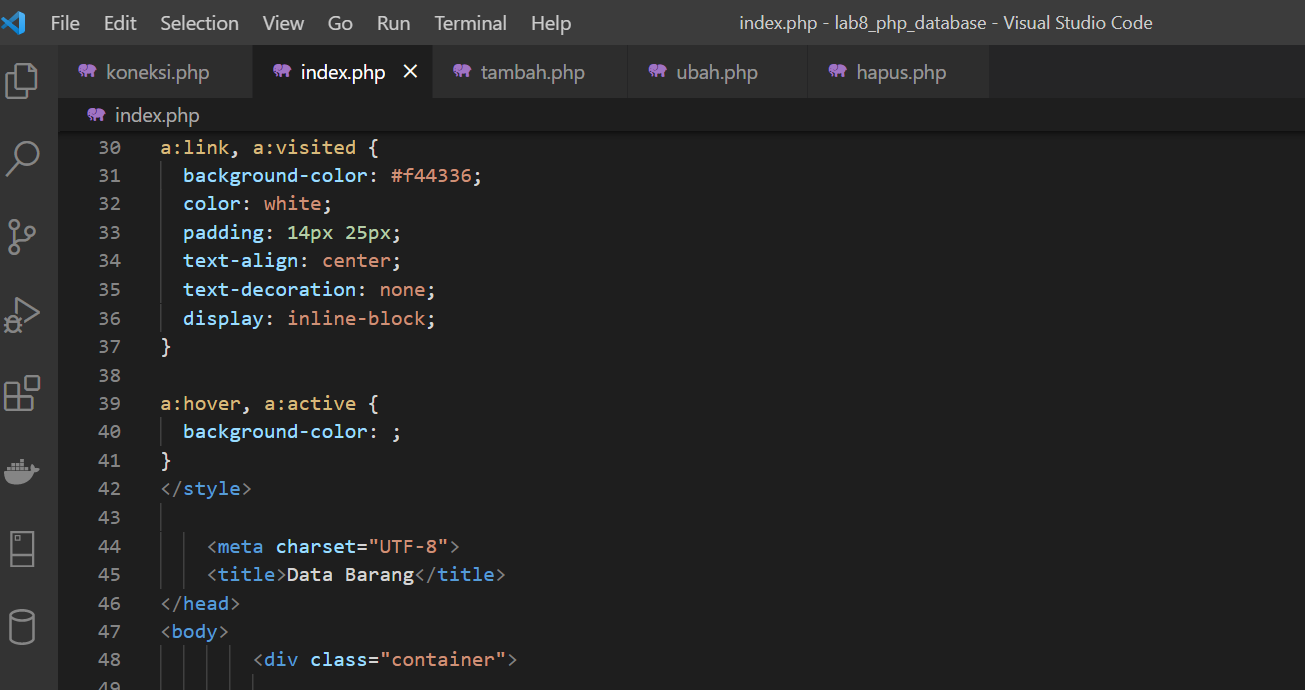 File Edit Selection View Go Run Terminal Help index.php - lab8_php_database - Visual Studio Code
koneksi.php index.php × tambah.php ubah.php hapus.php
index.php
30 a:link, a:visited {
31   background-color: #f44336;
32   color: white;
33   padding: 14px 25px;
34   text-align: center;
35   text-decoration: none;
36   display: inline-block;
37 }
38
39 a:hover, a:active {
40   background-color: ;
41 }
42 </style>
43
44     <meta charset="UTF-8">
45     <title>Data Barang</title>
46 </head>
47 <body>
48         <div class="container">
49